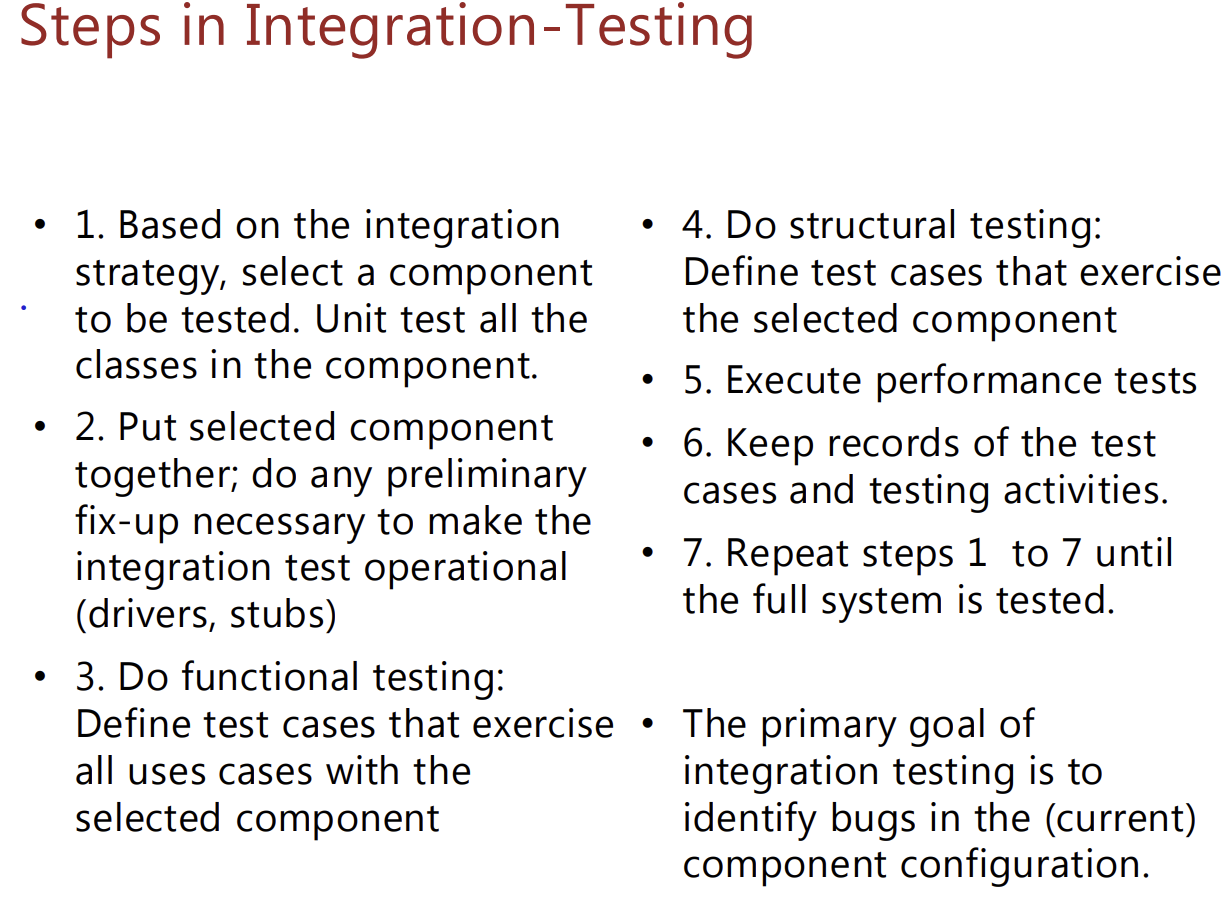 Steps in Integration-Testing
• 1. Based on the integration
strategy, select a component
to be tested. Unit test all the
classes in the component.
• 2. Put selected component
together; do any preliminary
fix-up necessary to make the
integration test operational
(drivers, stubs)
• 3. Do functional testing:
Define test cases that exercise
all uses cases with the
selected component
• 4. Do structural testing:
Define test cases that exercise
the selected component
• 5. Execute performance tests
• 6. Keep records of the test
cases and testing activities.
• 7. Repeat steps 1  to 7 until
the full system is tested.
• The primary goal of
integration testing is to
identify bugs in the (current)
component configuration.